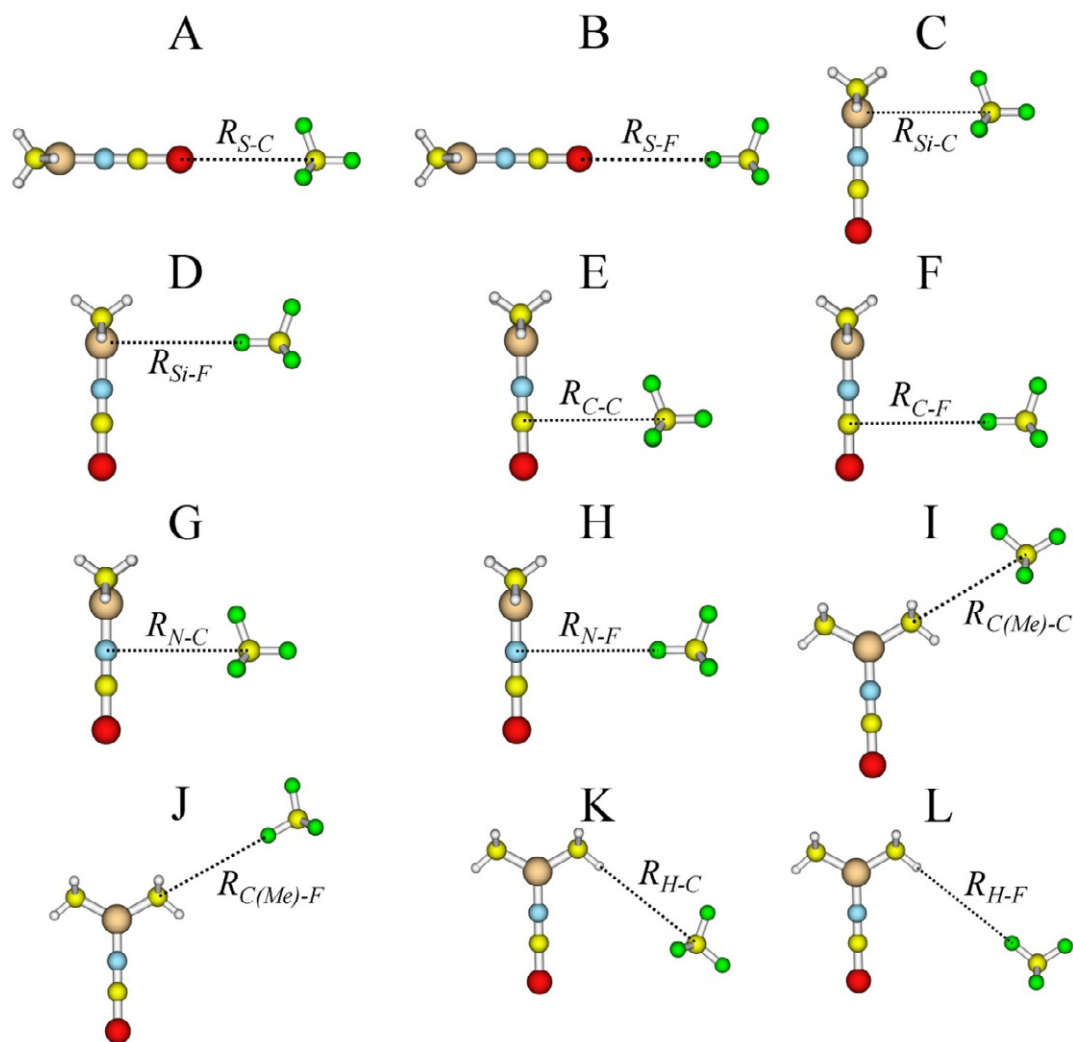 A
B
C
R_{S-C}
R_{S-F}
R_{Si-C}
D
E
F
R_{Si-F}
R_{C-C}
R_{C-F}
G
H
I
R_{N-C}
R_{N-F}
R_{C(Me)-C}
J
K
L
R_{C(Me)-F}
R_{H-C}
R_{H-F}